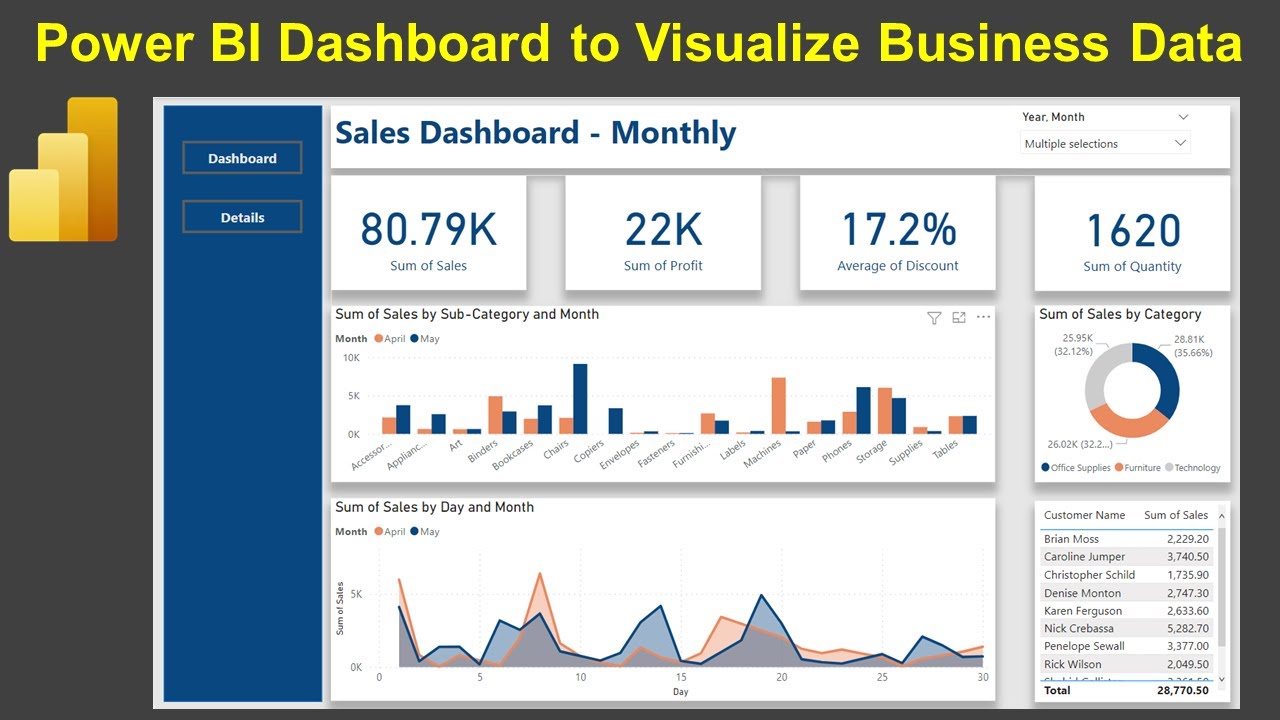 Power BI Dashboard to Visualize Business Data
Dashboard
Details
Sales Dashboard - Monthly
Year, Month
Multiple selections
80.79K
Sum of Sales
22K
Sum of Profit
17.2%
Average of Discount
1620
Sum of Quantity
Sum of Sales by Sub-Category and Month
Month April May
10K
5K
0K
Accessor...
Applianc...
Art
Binders
Bookcases
Chairs
Copiers
Envelopes
Fasteners
Furnishi...
Labels
Machines
Paper
Phones
Storage
Supplies
Tables
Sum of Sales by Category
25.95K
(32.12%)
28.81K
(35.66%)
26.02K (32.2...)
Office Supplies Furniture Technology
Sum of Sales by Day and Month
Month April May
Sum of Sales
5K
0K
0 5 10 15 20 25 30
Day
Customer Name Sum of Sales
Brian Moss 2,229.20
Caroline Jumper 3,740.50
Christopher Schild 1,735.90
Denise Monton 2,747.30
Karen Ferguson 2,633.60
Nick Crebassa 5,282.70
Penelope Sewall 3,377.00
Rick Wilson 2,049.50
Total 28,770.50